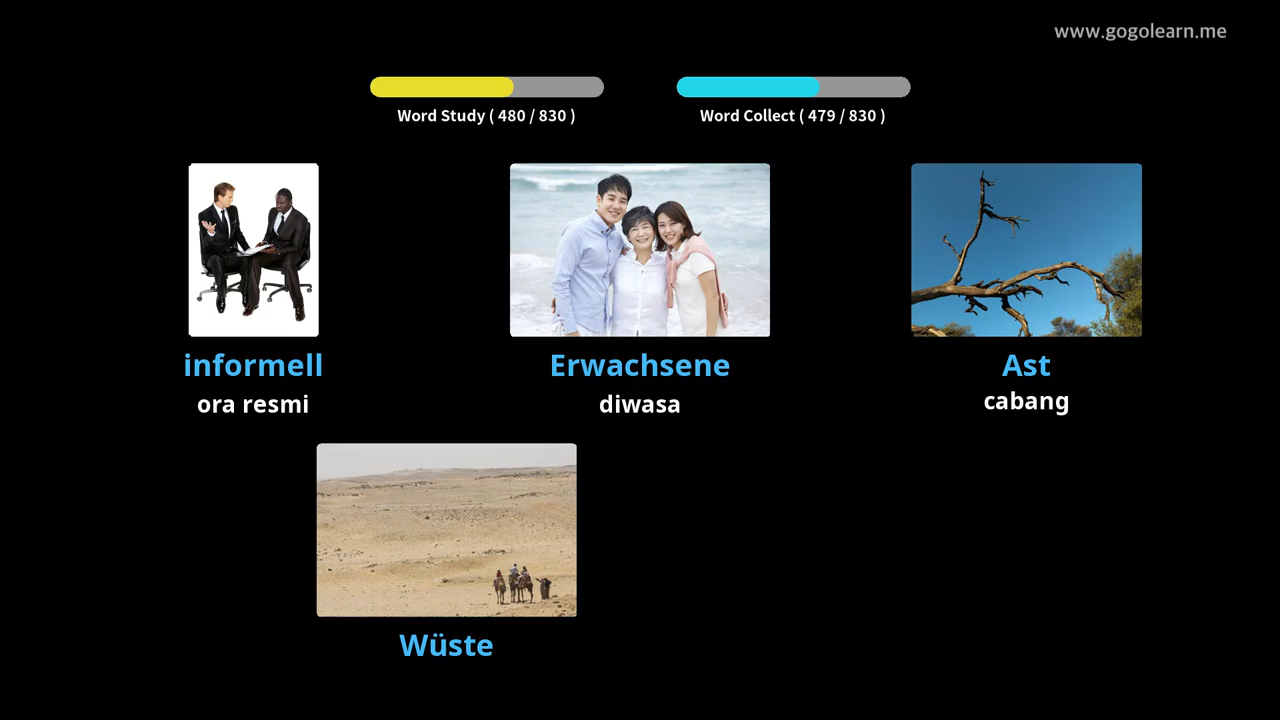 www.gogolearn.me
Word Study ( 480 / 830 )
Word Collect ( 479 / 830 )
informell
ora resmi
Erwachsene
diwasa
Ast
cabang
Wüste